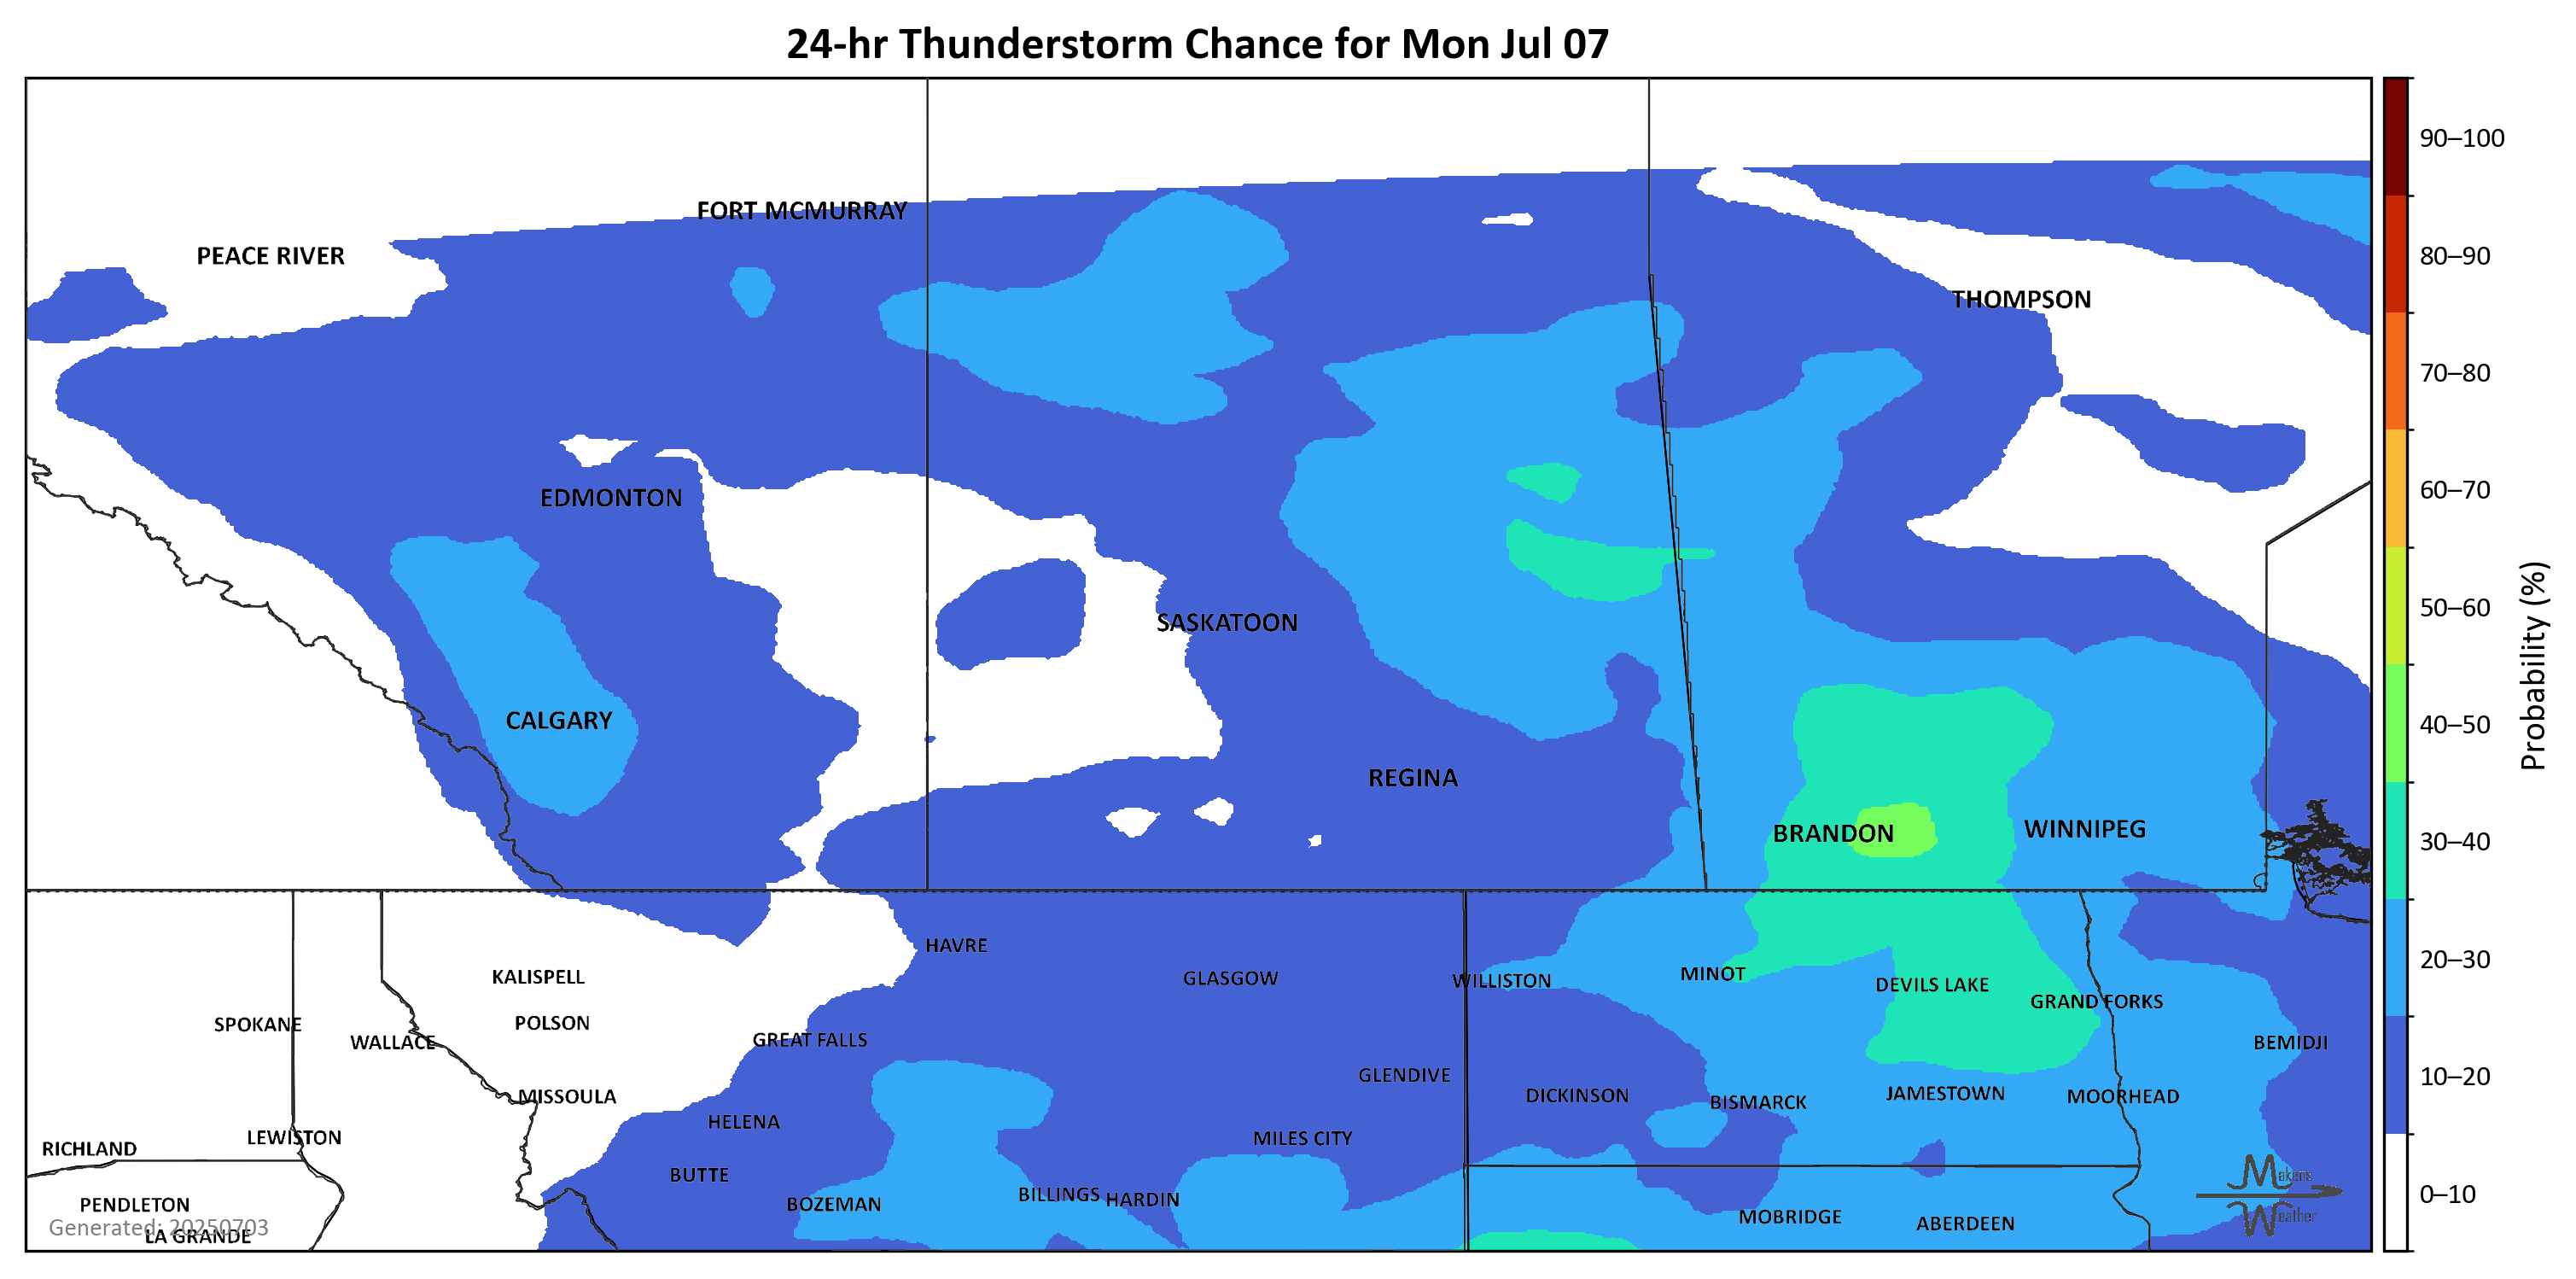 24-hr Thunderstorm Chance for Mon Jul 07
90–100
FORT MCMURRAY
PEACE RIVER
80–90
THOMPSON
70–80
EDMONTON
60–70
50–60
SASKATOON
Probability (%)
CALGARY
40–50
REGINA
BRANDON
WINNIPEG
30–40
HAVRE
KALISPELL
GLASGOW
WILLISTON
MINOT
DEVILS LAKE
20–30
GRAND FORKS
SPOKANE
POLSON
WALLACE
GREAT FALLS
BEMIDJI
GLENDIVE
10–20
MISSOULA
DICKINSON
BISMARCK
JAMESTOWN
MOORHEAD
HELENA
LEWISTON
MILES CITY
RICHLAND
BUTTE
Makens
Weather
BILLINGS
HARDIN
0–10
PENDLETON
BOZEMAN
MOBRIDGE
ABERDEEN
Generated: 20250703
LA GRANDE